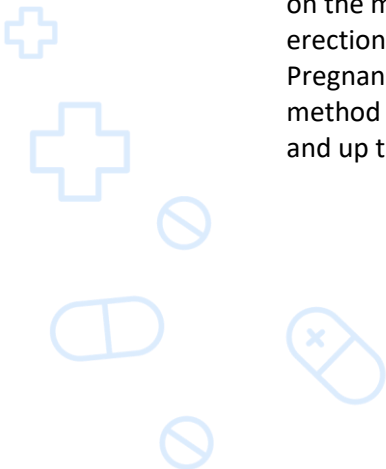 on the m
erection
Pregnan
method
and up t